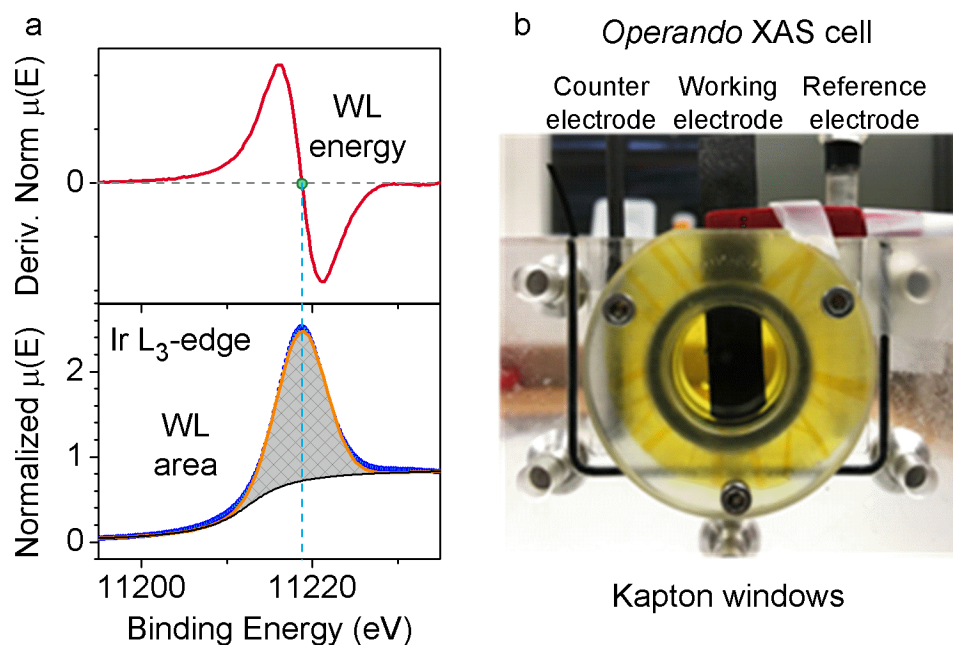 a
Deriv. Norm μ(E)
0
WL
energy
Normalized μ(E)
2
1
0
Ir L₃-edge
WL
area
11200 11220
Binding Energy (eV)
b
Operando XAS cell
Counter Working Reference
electrode electrode electrode
Kapton windows